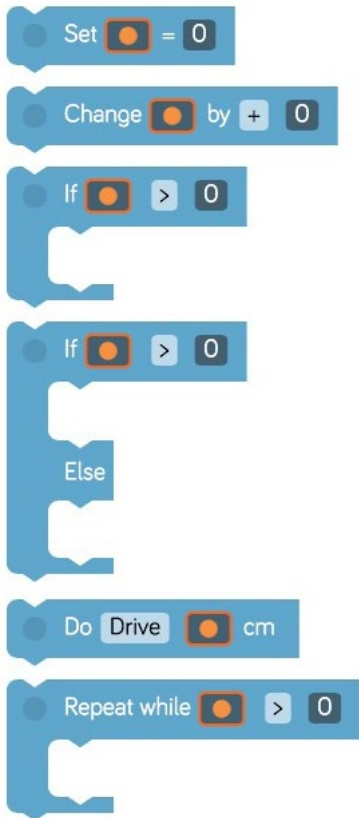 Set = 0
Change by + 0
If > 0
If > 0
Else
Do Drive cm
Repeat while > 0